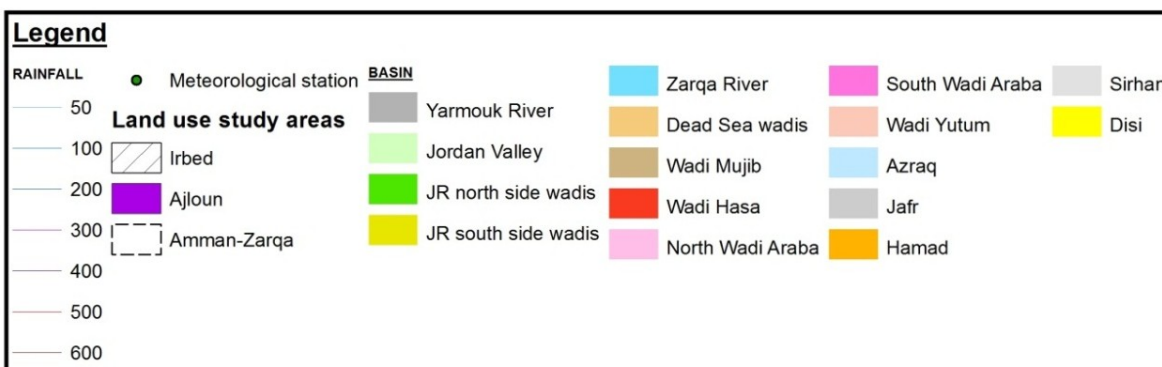 Legend
RAINFALL
50
100
200
300
400
500
600
Meteorological station
Land use study areas
Irbed
Ajloun
Amman-Zarqa
BASIN
Yarmouk River
Jordan Valley
JR north side wadis
JR south side wadis
Zarqa River
Dead Sea wadis
Wadi Mujib
Wadi Hasa
North Wadi Araba
South Wadi Araba
Wadi Yutum
Azraq
Jafr
Hamad
Sirhan
Disi